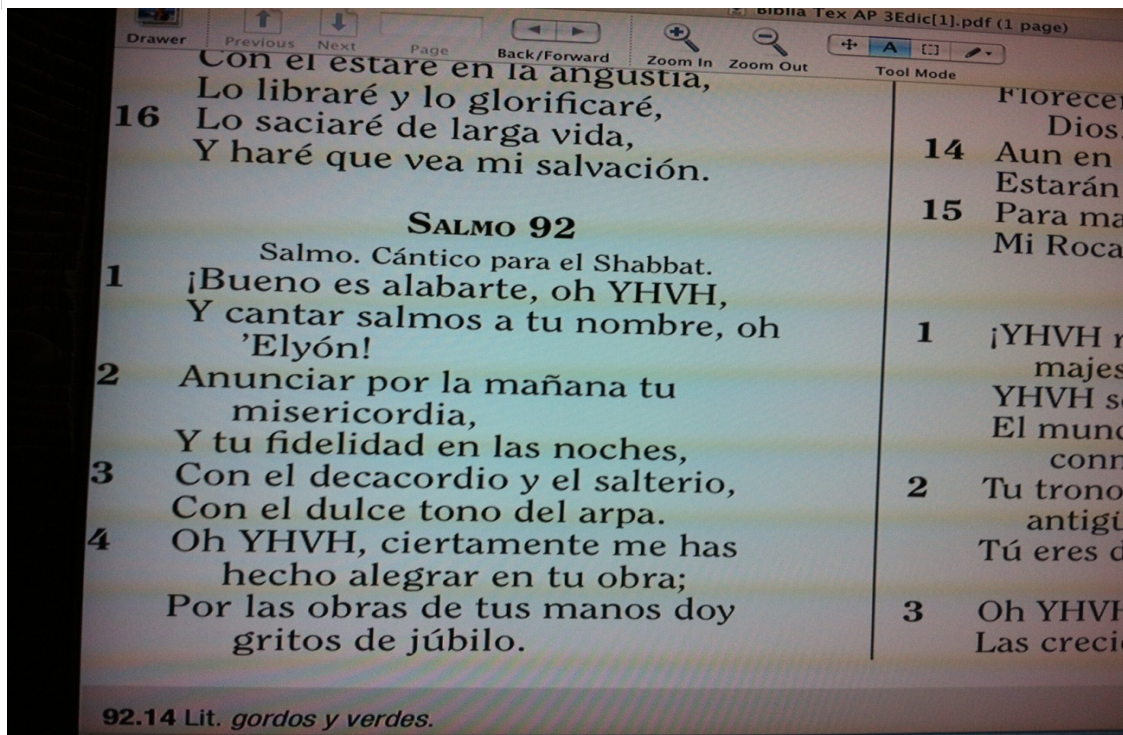 Biblia Tex AP 3Edic[1].pdf (1 page)
Drawer
Previous
Next
Page
Back/Forward
Zoom In
Zoom Out
Tool Mode
Con él estaré en la angustia,
Lo libraré y lo glorificaré,
16 Lo saciaré de larga vida,
Y haré que vea mi salvación.
SALMO 92
Salmo. Cántico para el Shabbat.
1 ¡Bueno es alabarte, oh YHVH,
Y cantar salmos a tu nombre, oh
’Elyón!
2 Anunciar por la mañana tu
misericordia,
Y tu fidelidad en las noches,
3 Con el decacordio y el salterio,
Con el dulce tono del arpa.
4 Oh YHVH, ciertamente me has
hecho alegrar en tu obra;
Por las obras de tus manos doy
gritos de júbilo.
Dios.
14 Aun en
Estarán
15 Para
Mi Roca
1 ¡YHVH
YHVH
El
2 Tu trono
Tú eres
3 Oh YHVH
Las
92.14 Lit. gordos y verdes.